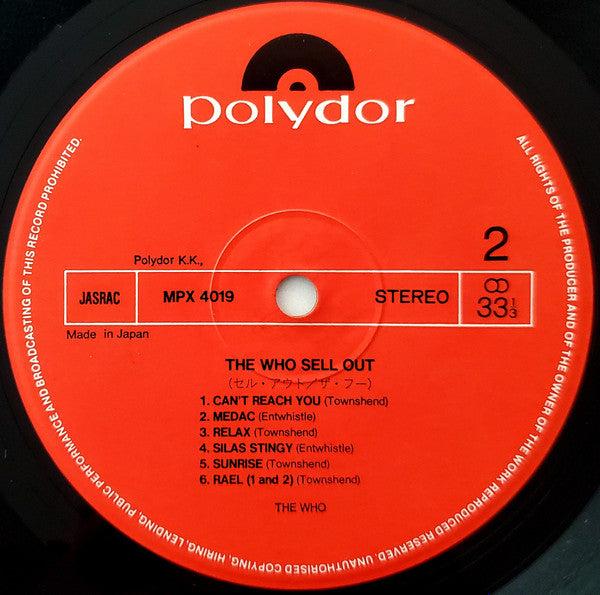 polydor
ALL RIGHTS OF THE PRODUCER AND OF THE OWNER OF THE WORK REPRODUCED RESERVED. UNAUTHORISED COPYING, HIRING, LENDING, PUBLIC PERFORMANCE AND BROADCASTING OF THIS RECORD PROHIBITED.
2
Polydor K.K.,
JASRAC MPX 4019 STEREO 33 1/3
Made in Japan
THE WHO SELL OUT
(セル・アウト/ザ・フー)
1. CAN'T REACH YOU (Townshend)
2. MEDAC (Entwhistle)
3. RELAX (Townshend)
4. SILAS STINGY (Entwhistle)
5. SUNRISE (Townshend)
6. RAEL (1 and 2) (Townshend)
THE WHO